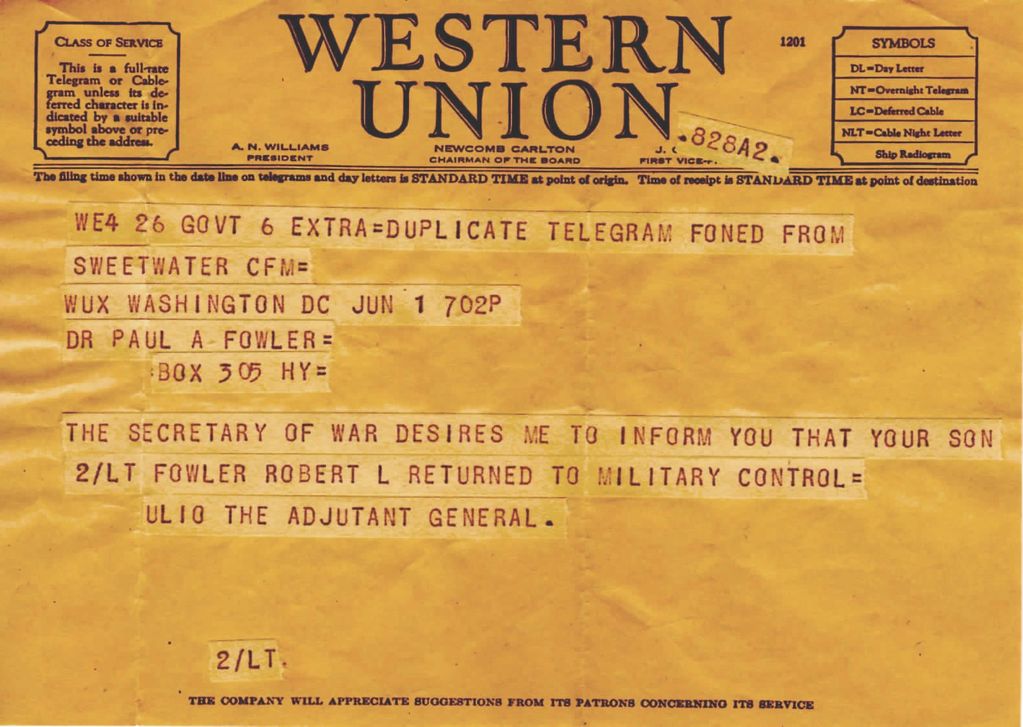 CLASS OF SERVICE
This is a full-rate
Telegram or Cable-
gram unless its de-
ferred character is in-
dicated by a suitable
symbol above or pre-
ceding the address.
WESTERN
UNION
1201
SYMBOLS
DL=Day Letter
NT=Overnight Telegram
LC=Deferred Cable
NLT=Cable Night Letter
Ship Radiogram
.828A2.
A. N. WILLIAMS
PRESIDENT
NEWCOMB CARLTON
CHAIRMAN OF THE BOARD
J.
FIRST VICE-P
The filing time shown in the date line on telegrams and day letters is STANDARD TIME at point of origin. Time of receipt is STANDARD TIME at point of destination
WE4 26 GOVT 6 EXTRA=DUPLICATE TELEGRAM FONED FROM
SWEETWATER CFM=
WUX WASHINGTON DC JUN 1 702P
DR PAUL A FOWLER=
:BOX 305 HY=
THE SECRETARY OF WAR DESIRES ME TO INFORM YOU THAT YOUR SON
2/LT FOWLER ROBERT L RETURNED TO MILITARY CONTROL=
ULIO THE ADJUTANT GENERAL.
2/LT.
THE COMPANY WILL APPRECIATE SUGGESTIONS FROM ITS PATRONS CONCERNING ITS SERVICE